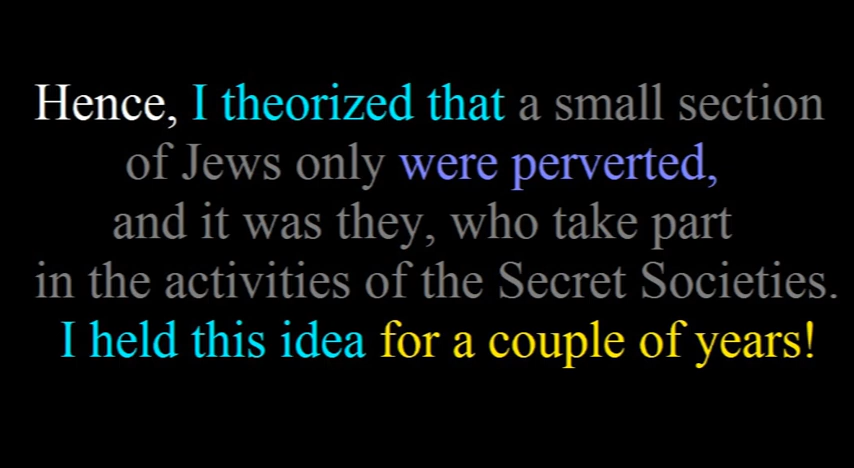 Hence, I theorized that a small section
of Jews only were perverted,
and it was they, who take part
in the activities of the Secret Societies.
I held this idea for a couple of years!